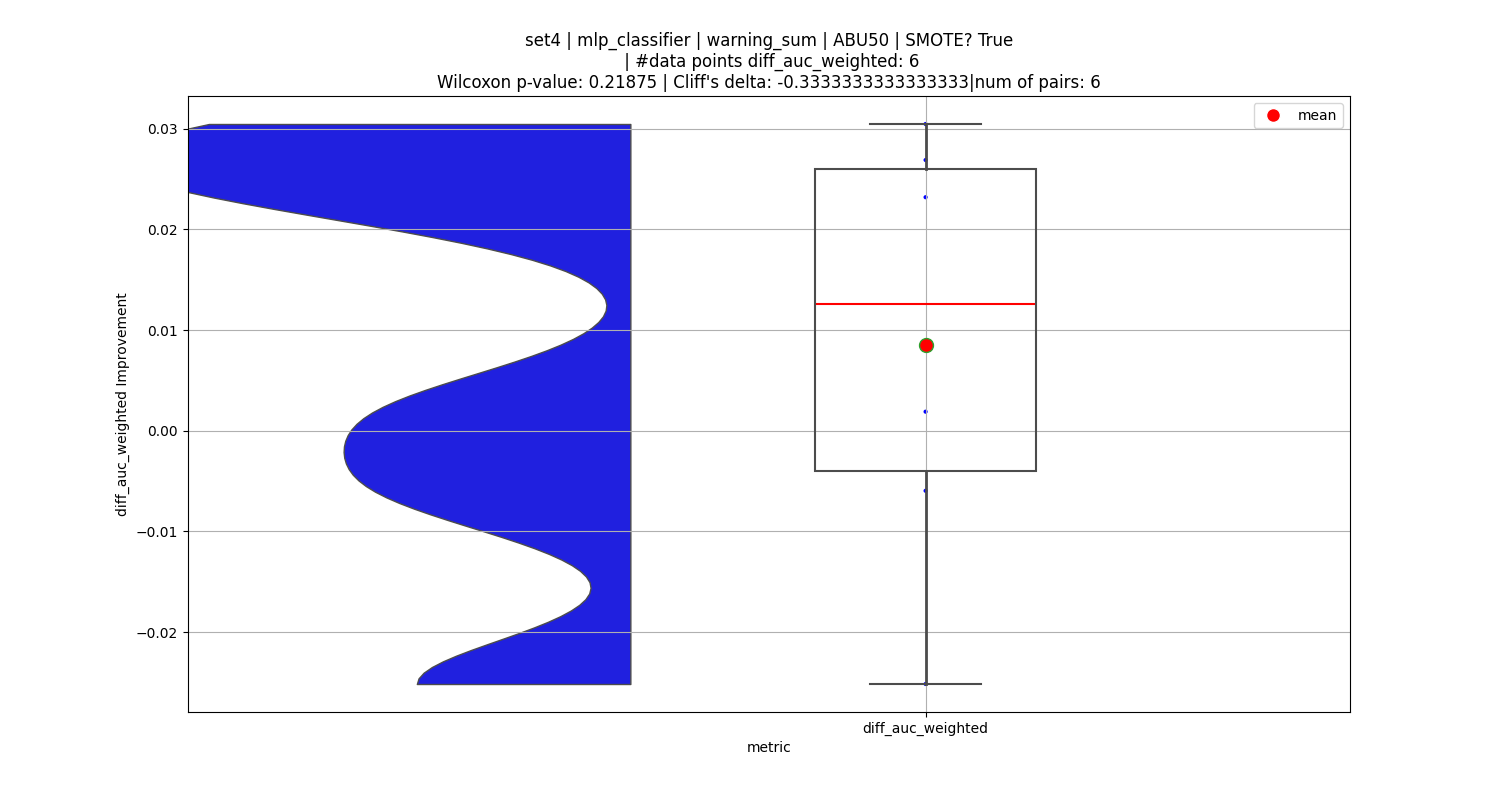 set4 | mlp_classifier | warning_sum | ABU50 | SMOTE? True
| #data points diff_auc_weighted: 6
Wilcoxon p-value: 0.21875 | Cliff's delta: -0.3333333333333333|num of pairs: 6
mean
0.03
0.02
0.01
0.00
−0.01
−0.02
diff_auc_weighted Improvement
diff_auc_weighted
metric